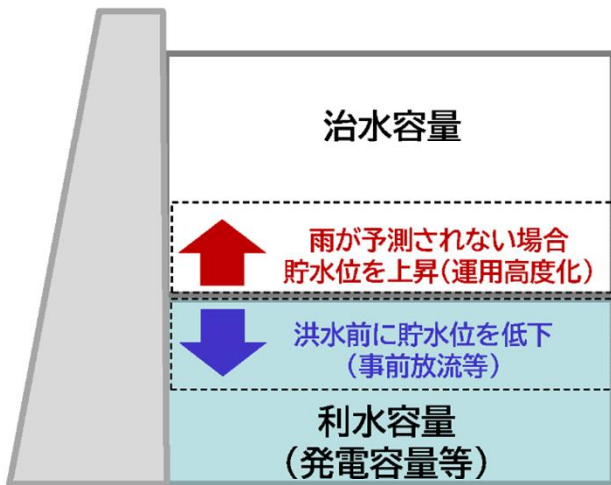 治水容量
雨が予測されない場合
貯水位を上昇(運用高度化)
洪水前に貯水位を低下
(事前放流等)
利水容量
(発電容量等)